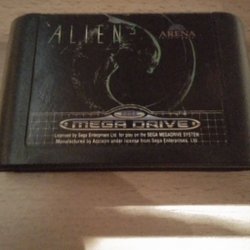 ALIEN³
ARENA
SEGA
MEGA DRIVE
Licensed by Sega Enterprises Ltd. for play on the SEGA MEGADRIVE SYSTEM
Manufactured by Acclaim under license from Sega Enterprises Ltd.